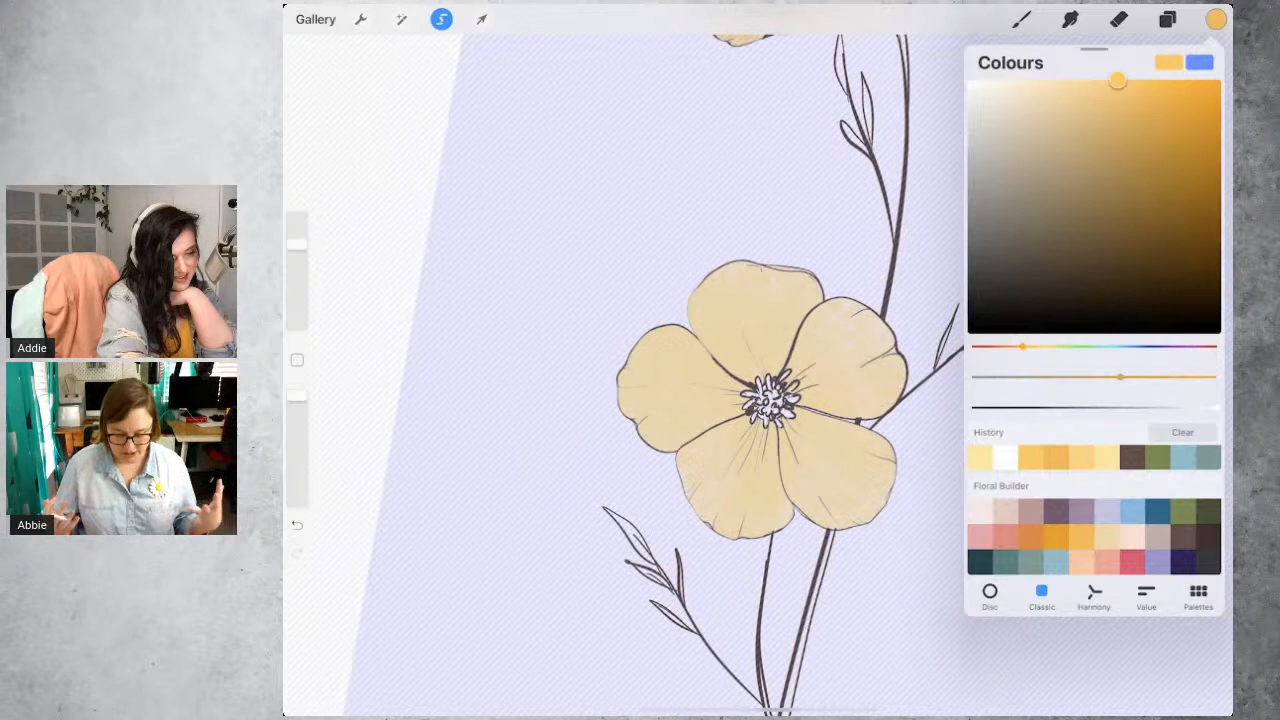 Gallery
Colours
Addie
Abbie
History
Clear
Floral Builder
Disc
Classic
Harmony
Value
Palettes